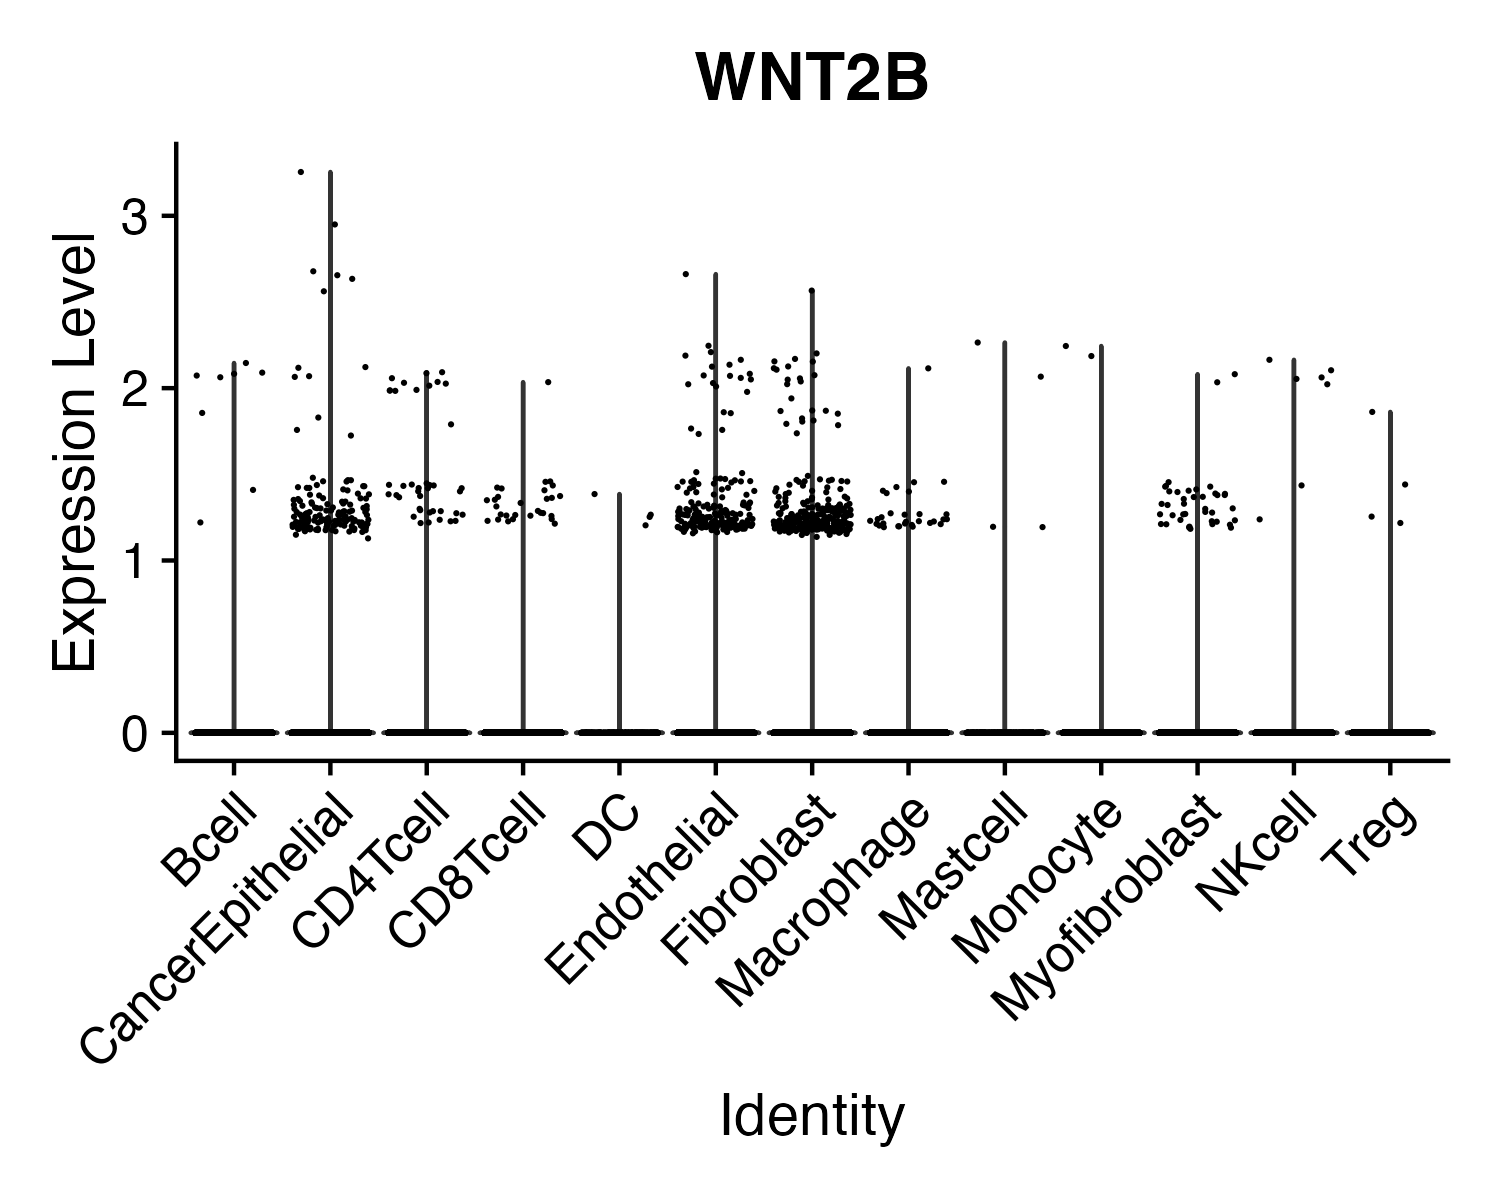 WNT2B
Expression Level
3
2
1
0
Bcell
CancerEpithelial
CD4Tcell
CD8Tcell
DC
Endothelial
Fibroblast
Macrophage
Mastcell
Monocyte
Myofibroblast
NKcell
Treg
Identity